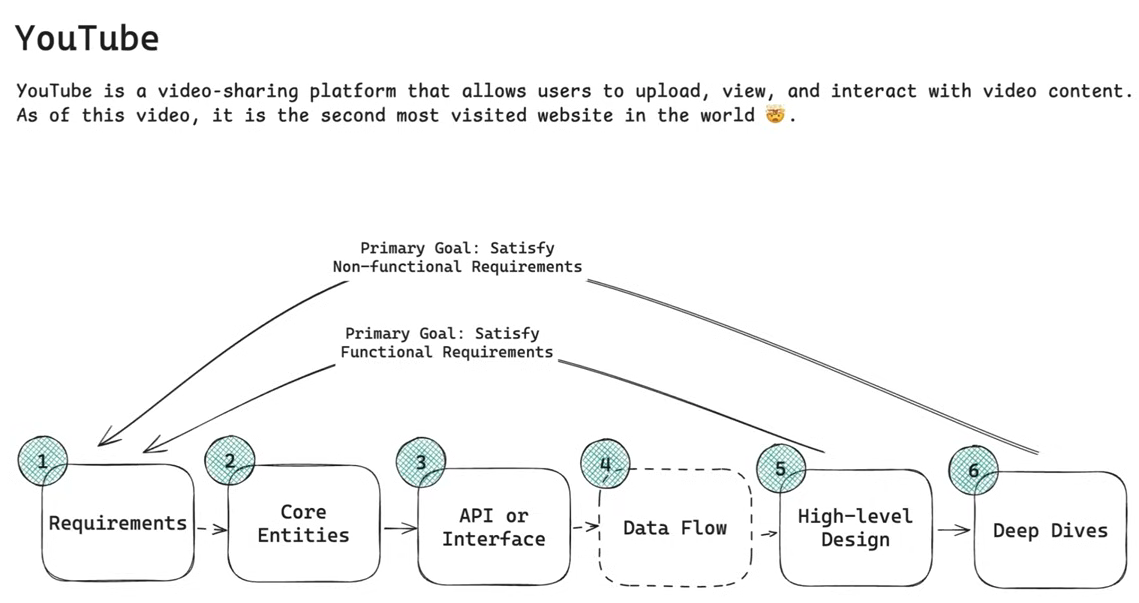 YouTube
YouTube is a video-sharing platform that allows users to upload, view, and interact with video content.
As of this video, it is the second most visited website in the world 🤯.
Primary Goal: Satisfy
Non-functional Requirements
Primary Goal: Satisfy
Functional Requirements
1
Requirements
2
Core
Entities
3
API or
Interface
4
Data Flow
5
High-level
Design
6
Deep Dives